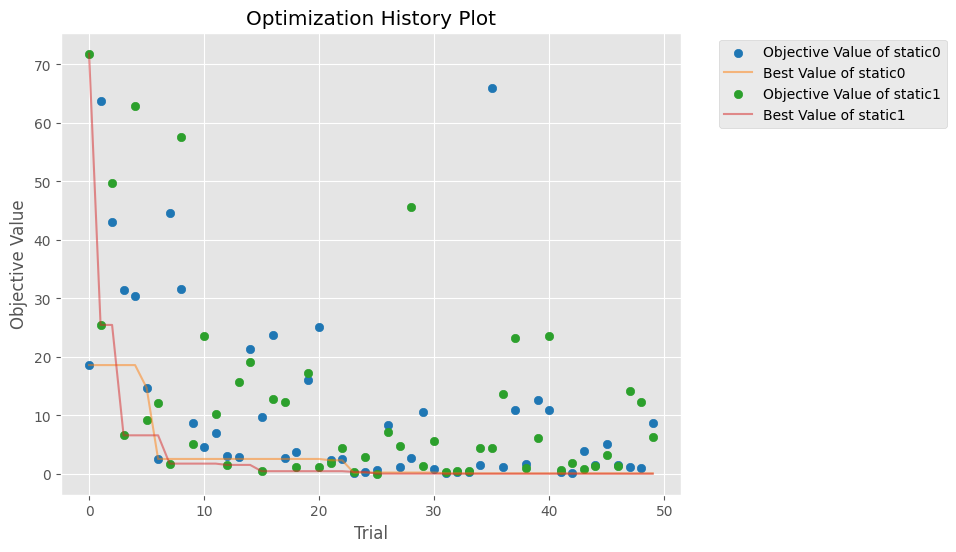 Optimization History Plot
Objective Value
70
60
50
40
30
20
10
0
0 10 20 30 40 50
Trial
Objective Value of static0
Best Value of static0
Objective Value of static1
Best Value of static1